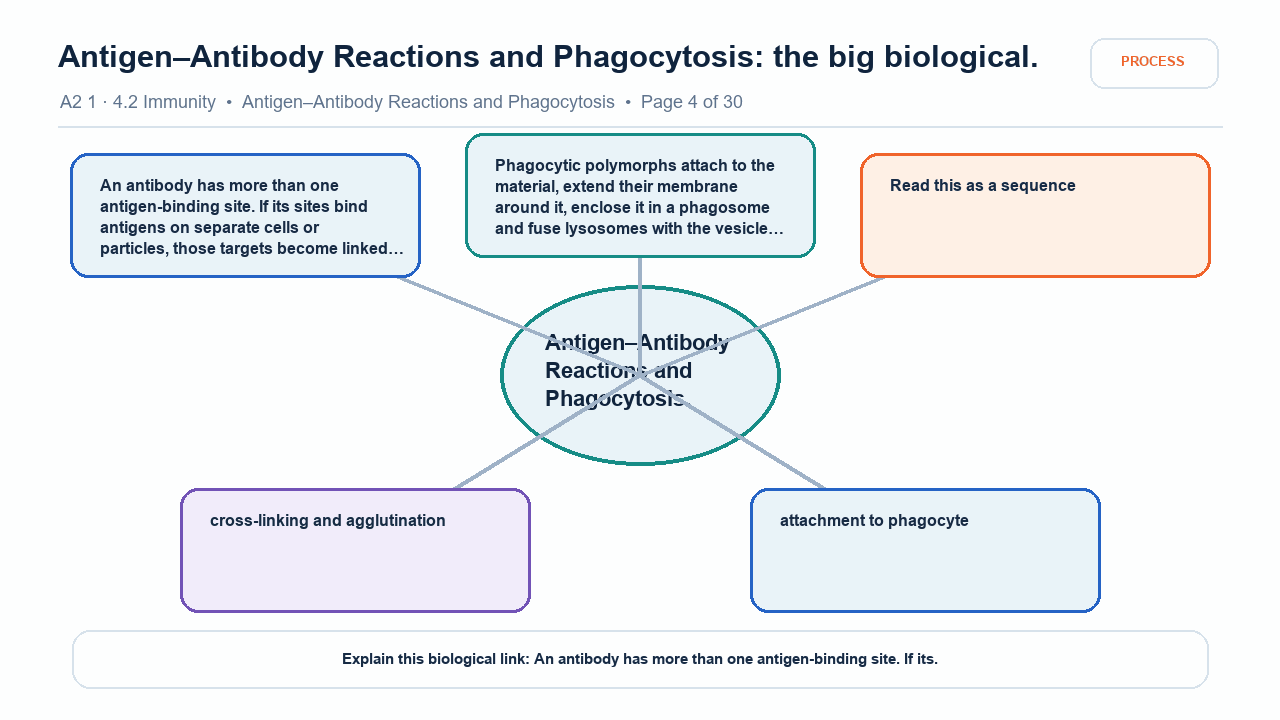 Antigen–Antibody Reactions and Phagocytosis: the big biological.
PROCESS
A2 1 · 4.2 Immunity • Antigen–Antibody Reactions and Phagocytosis • Page 4 of 30
An antibody has more than one
antigen-binding site. If its sites bind
antigens on separate cells or
particles, those targets become linked…
Phagocytic polymorphs attach to the
material, extend their membrane
around it, enclose it in a phagosome
and fuse lysosomes with the vesicle…
Read this as a sequence
Antigen–Antibody
Reactions and
Phagocytosis.
cross-linking and agglutination
attachment to phagocyte
Explain this biological link: An antibody has more than one antigen-binding site. If its.